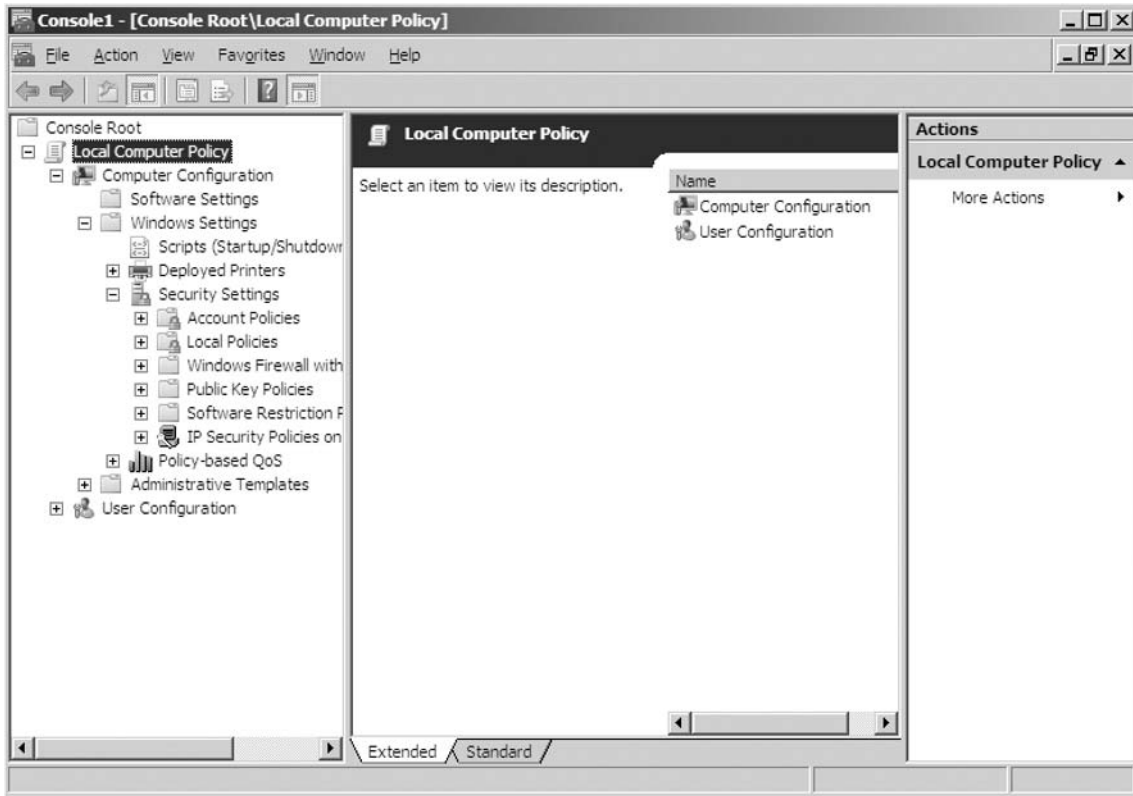 Console1 - [Console Root\Local Computer Policy]
File Action View Favorites Window Help
Console Root
Local Computer Policy
Computer Configuration
Software Settings
Windows Settings
Scripts (Startup/Shutdown
Deployed Printers
Security Settings
Account Policies
Local Policies
Windows Firewall with
Public Key Policies
Software Restriction P
IP Security Policies on
Policy-based QoS
Administrative Templates
User Configuration
Local Computer Policy
Select an item to view its description.
Name
Computer Configuration
User Configuration
Extended Standard
Actions
Local Computer Policy
More Actions